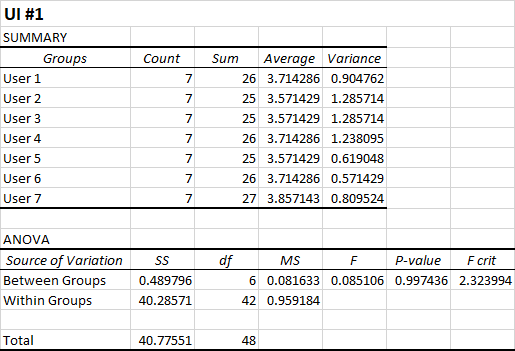 UI #1
SUMMARY
Groups Count Sum Average Variance
User 1 7 26 3.714286 0.904762
User 2 7 25 3.571429 1.285714
User 3 7 25 3.571429 1.285714
User 4 7 26 3.714286 1.238095
User 5 7 25 3.571429 0.619048
User 6 7 26 3.714286 0.571429
User 7 7 27 3.857143 0.809524
ANOVA
Source of Variation SS df MS F P-value F crit
Between Groups 0.489796 6 0.081633 0.085106 0.997436 2.323994
Within Groups 40.28571 42 0.959184
Total 40.77551 48